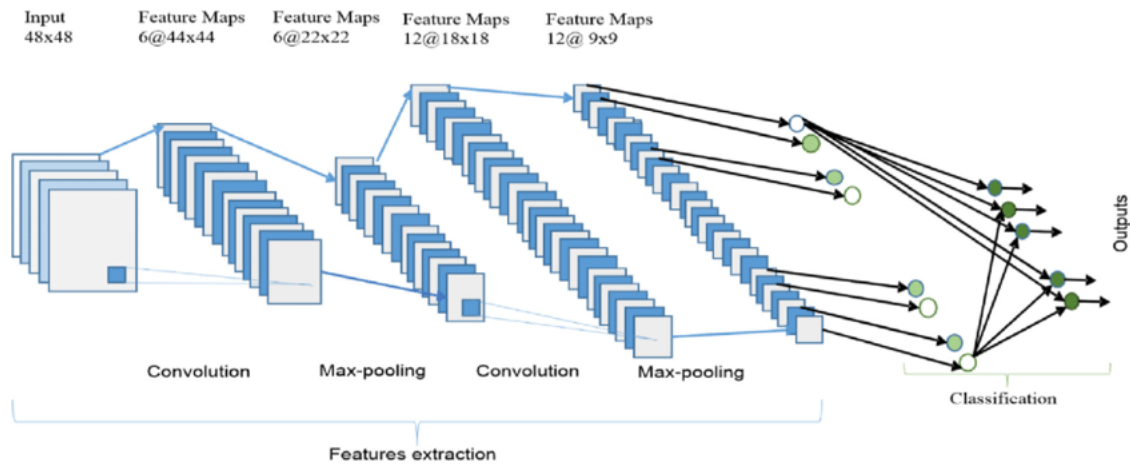 Input
48x48
Feature Maps
6@44x44
Feature Maps
6@22x22
Feature Maps
12@18x18
Feature Maps
12@ 9x9
Outputs
Convolution
Max-pooling
Convolution
Max-pooling
Classification
Features extraction